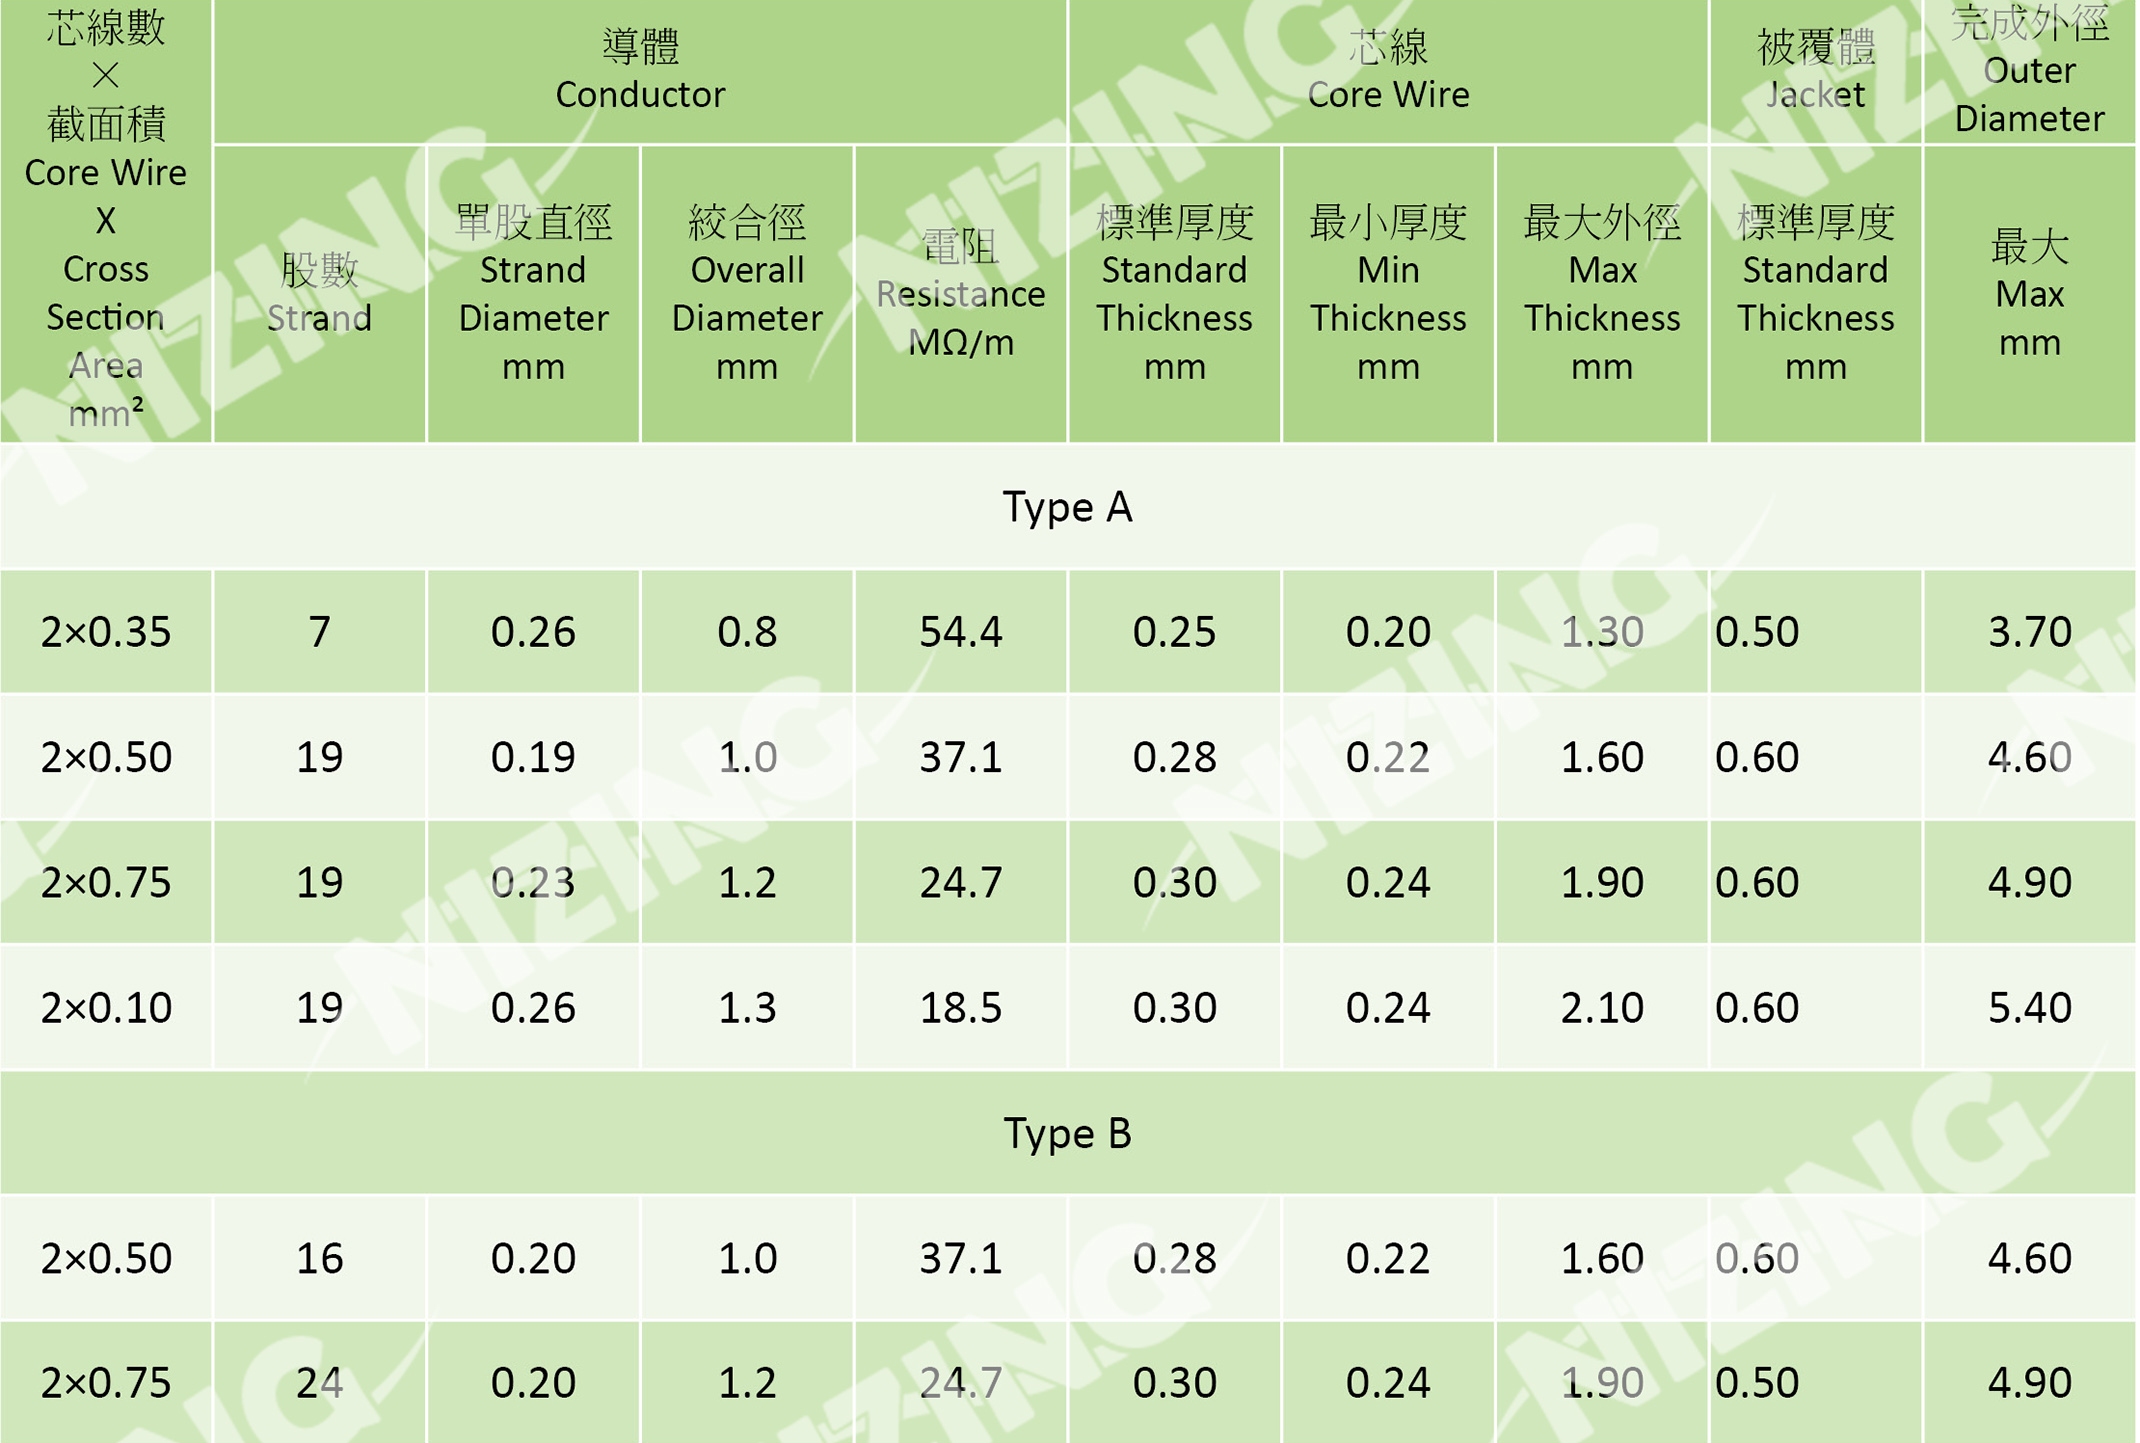 芯線數
×
截面積
Core Wire
X
Cross
Section
Area
mm²
導體
Conductor
芯線
Core Wire
被覆體
Jacket
完成外徑
Outer
Diameter
股數
Strand
單股直徑
Strand
Diameter
mm
絞合徑
Overall
Diameter
mm
電阻
Resistance
MΩ/m
標準厚度
Standard
Thickness
mm
最小厚度
Min
Thickness
mm
最大外徑
Max
Thickness
mm
標準厚度
Standard
Thickness
mm
最大
Max
mm
Type A
2×0.35 7 0.26 0.8 54.4 0.25 0.20 1.30 0.50 3.70
2×0.50 19 0.19 1.0 37.1 0.28 0.22 1.60 0.60 4.60
2×0.75 19 0.23 1.2 24.7 0.30 0.24 1.90 0.60 4.90
2×0.10 19 0.26 1.3 18.5 0.30 0.24 2.10 0.60 5.40
Type B
2×0.50 16 0.20 1.0 37.1 0.28 0.22 1.60 0.60 4.60
2×0.75 24 0.20 1.2 24.7 0.30 0.24 1.90 0.50 4.90
NIZING
NIZING
NIZING
NIZING
NIZING
NIZING
NIZING